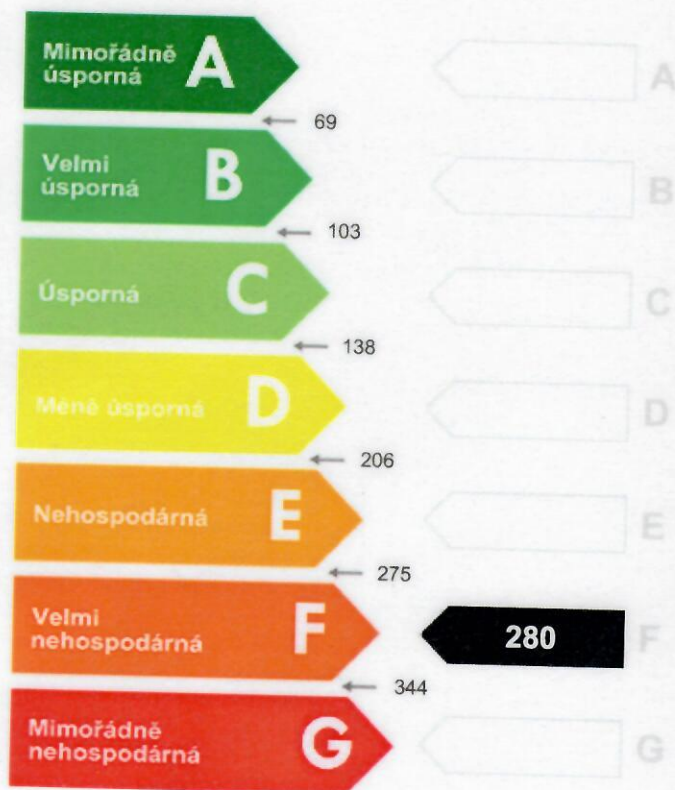 Mimořádně
úsporná
A
A
69
Velmi
úsporná
B
B
103
Úsporná
C
C
138
Méně úsporná
D
D
206
Nehospodárná
E
E
275
Velmi
nehospodárná
F
280
F
344
Mimořádně
nehospodárná
G
G